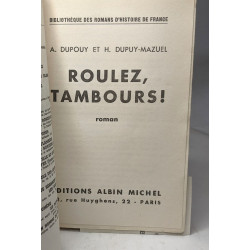 BIBLIOTHÈQUE DES ROMANS D'HISTOIRE DE FRANCE
A. DUPOUY ET H. DUPUY-MAZUEL
ROULEZ,
TAMBOURS!
roman
EDITIONS ALBIN MICHEL
rue Huyghens, 22 - PARIS